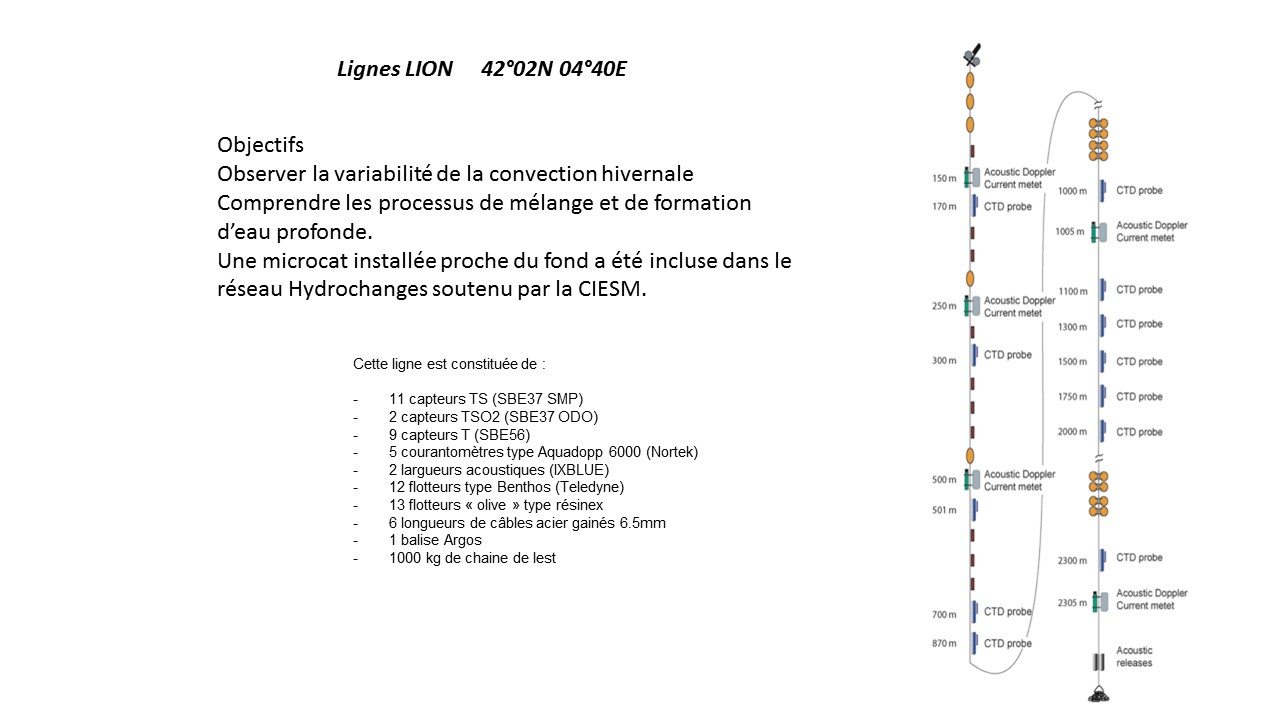 Lignes LION 42°02N 04°40E
Objectifs
Observer la variabilité de la convection hivernale
Comprendre les processus de mélange et de formation
d’eau profonde.
Une microcat installée proche du fond a été incluse dans le
réseau Hydrochanges soutenu par la CIESM.
Cette ligne est constituée de :
- 11 capteurs TS (SBE37 SMP)
- 2 capteurs TSO2 (SBE37 ODO)
- 9 capteurs T (SBE56)
- 5 courantomètres type Aquadopp 6000 (Nortek)
- 2 largueurs acoustiques (IXBLUE)
- 12 flotteurs type Benthos (Teledyne)
- 13 flotteurs « olive » type résinex
- 6 longueurs de câbles acier gainés 6.5mm
- 1 balise Argos
- 1000 kg de chaine de lest
150 m Acoustic Doppler
Current metet
170 m CTD probe
250 m Acoustic Doppler
Current metet
300 m CTD probe
500 m Acoustic Doppler
Current metet
501 m
700 m CTD probe
870 m CTD probe
1000 m CTD probe
1005 m Acoustic Doppler
Current metet
1100 m CTD probe
1300 m CTD probe
1500 m CTD probe
1750 m CTD probe
2000 m CTD probe
2300 m CTD probe
2305 m Acoustic Doppler
Current metet
Acoustic
releases